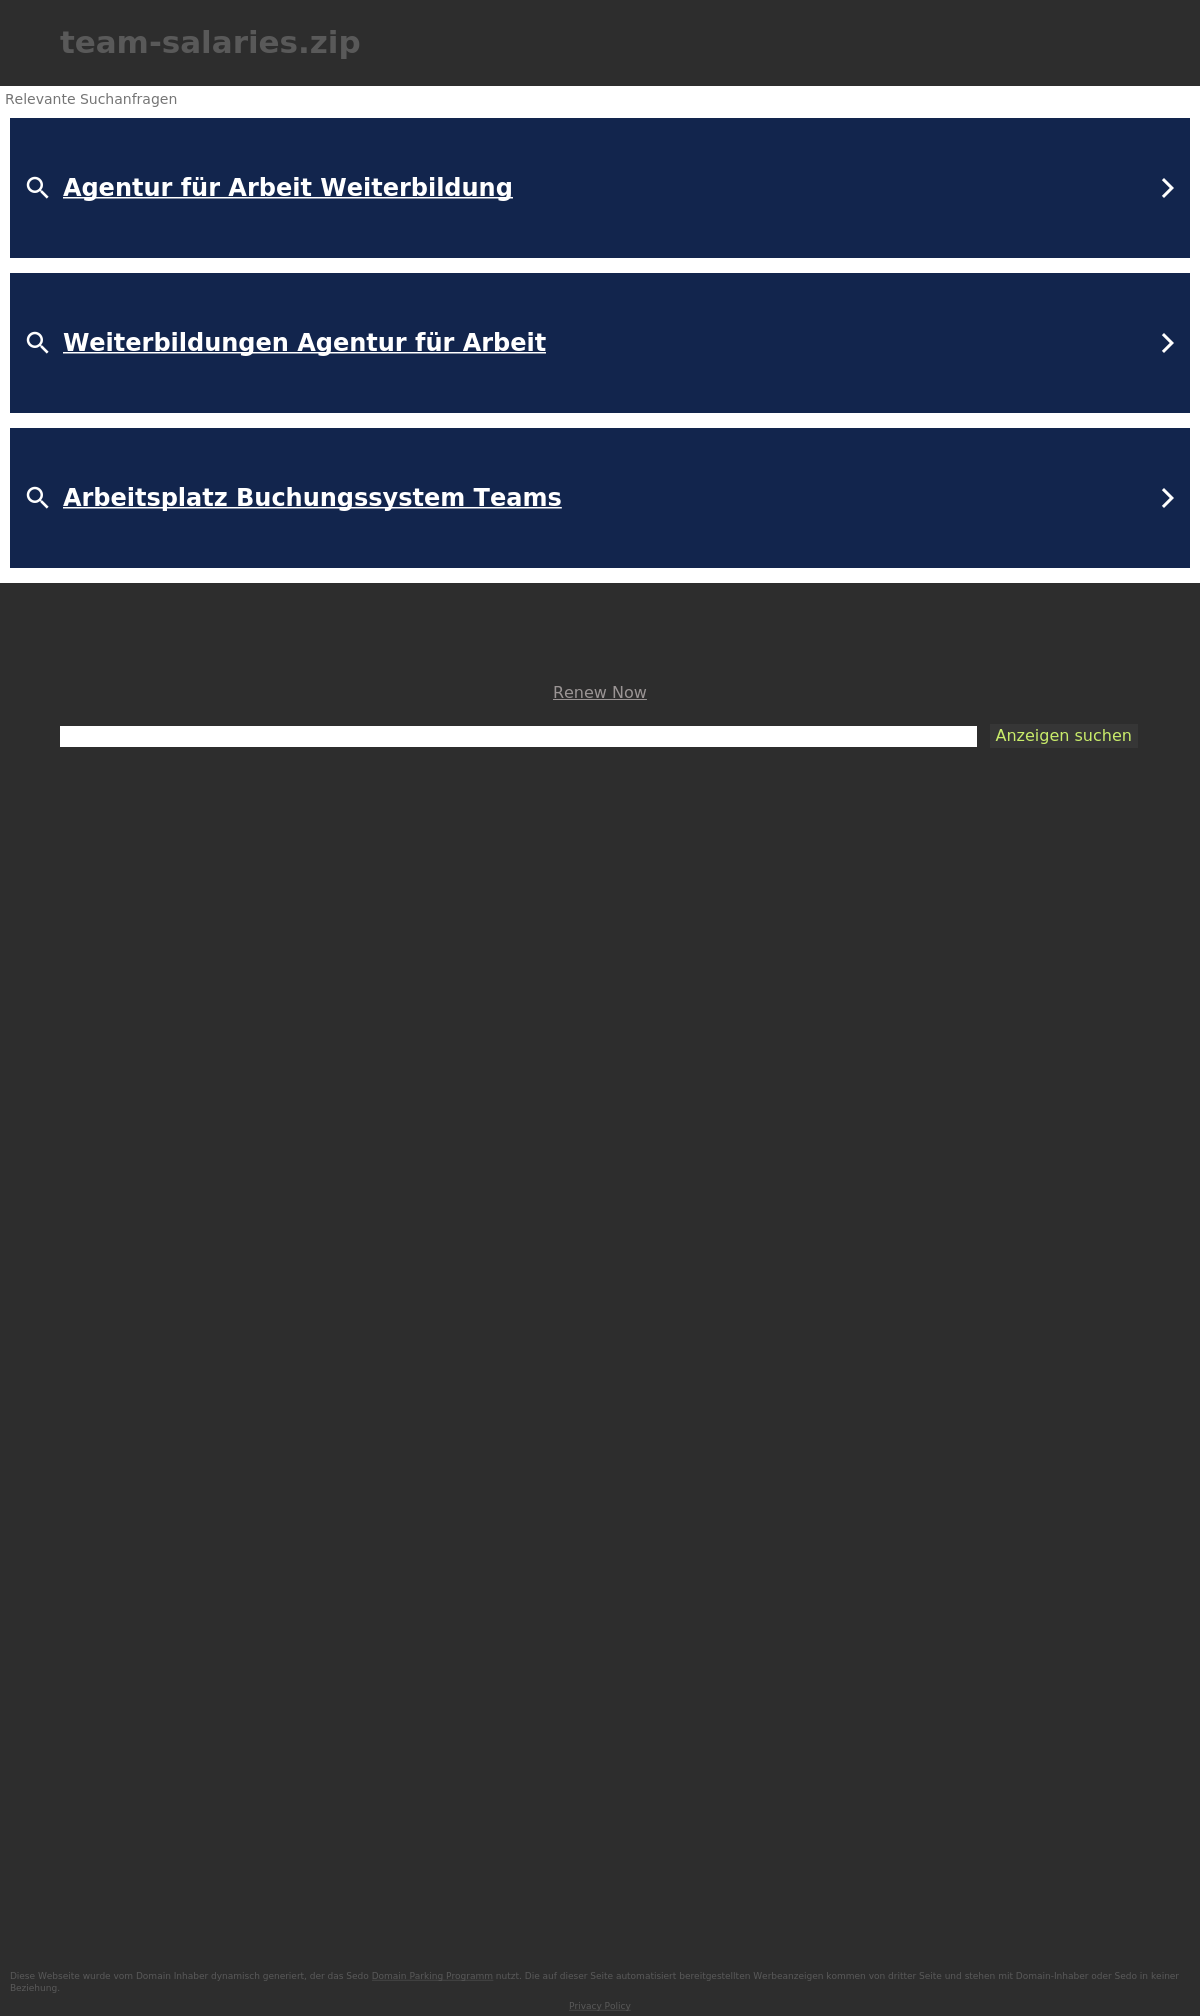 team-salaries.zip
Relevante Suchanfragen
Agentur für Arbeit Weiterbildung
Weiterbildungen Agentur für Arbeit
Arbeitsplatz Buchungssystem Teams
Renew Now
Anzeigen suchen
Diese Webseite wurde vom Domain Inhaber dynamisch generiert, der das Sedo Domain Parking Programm nutzt. Die auf dieser Seite automatisiert bereitgestellten Werbeanzeigen kommen von dritter Seite und stehen mit Domain-Inhaber oder Sedo in keiner
Beziehung.
Privacy Policy